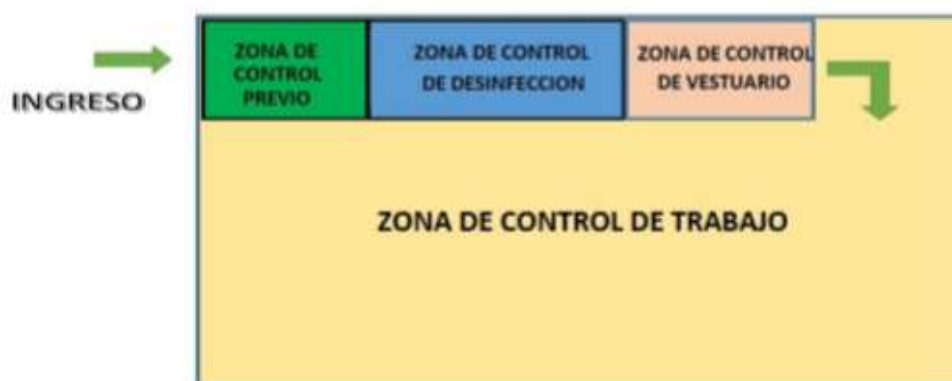 INGRESO
ZONA DE
CONTROL
PREVIO
ZONA DE CONTROL
DE DESINFECCION
ZONA DE CONTROL
DE VESTUARIO
ZONA DE CONTROL DE TRABAJO